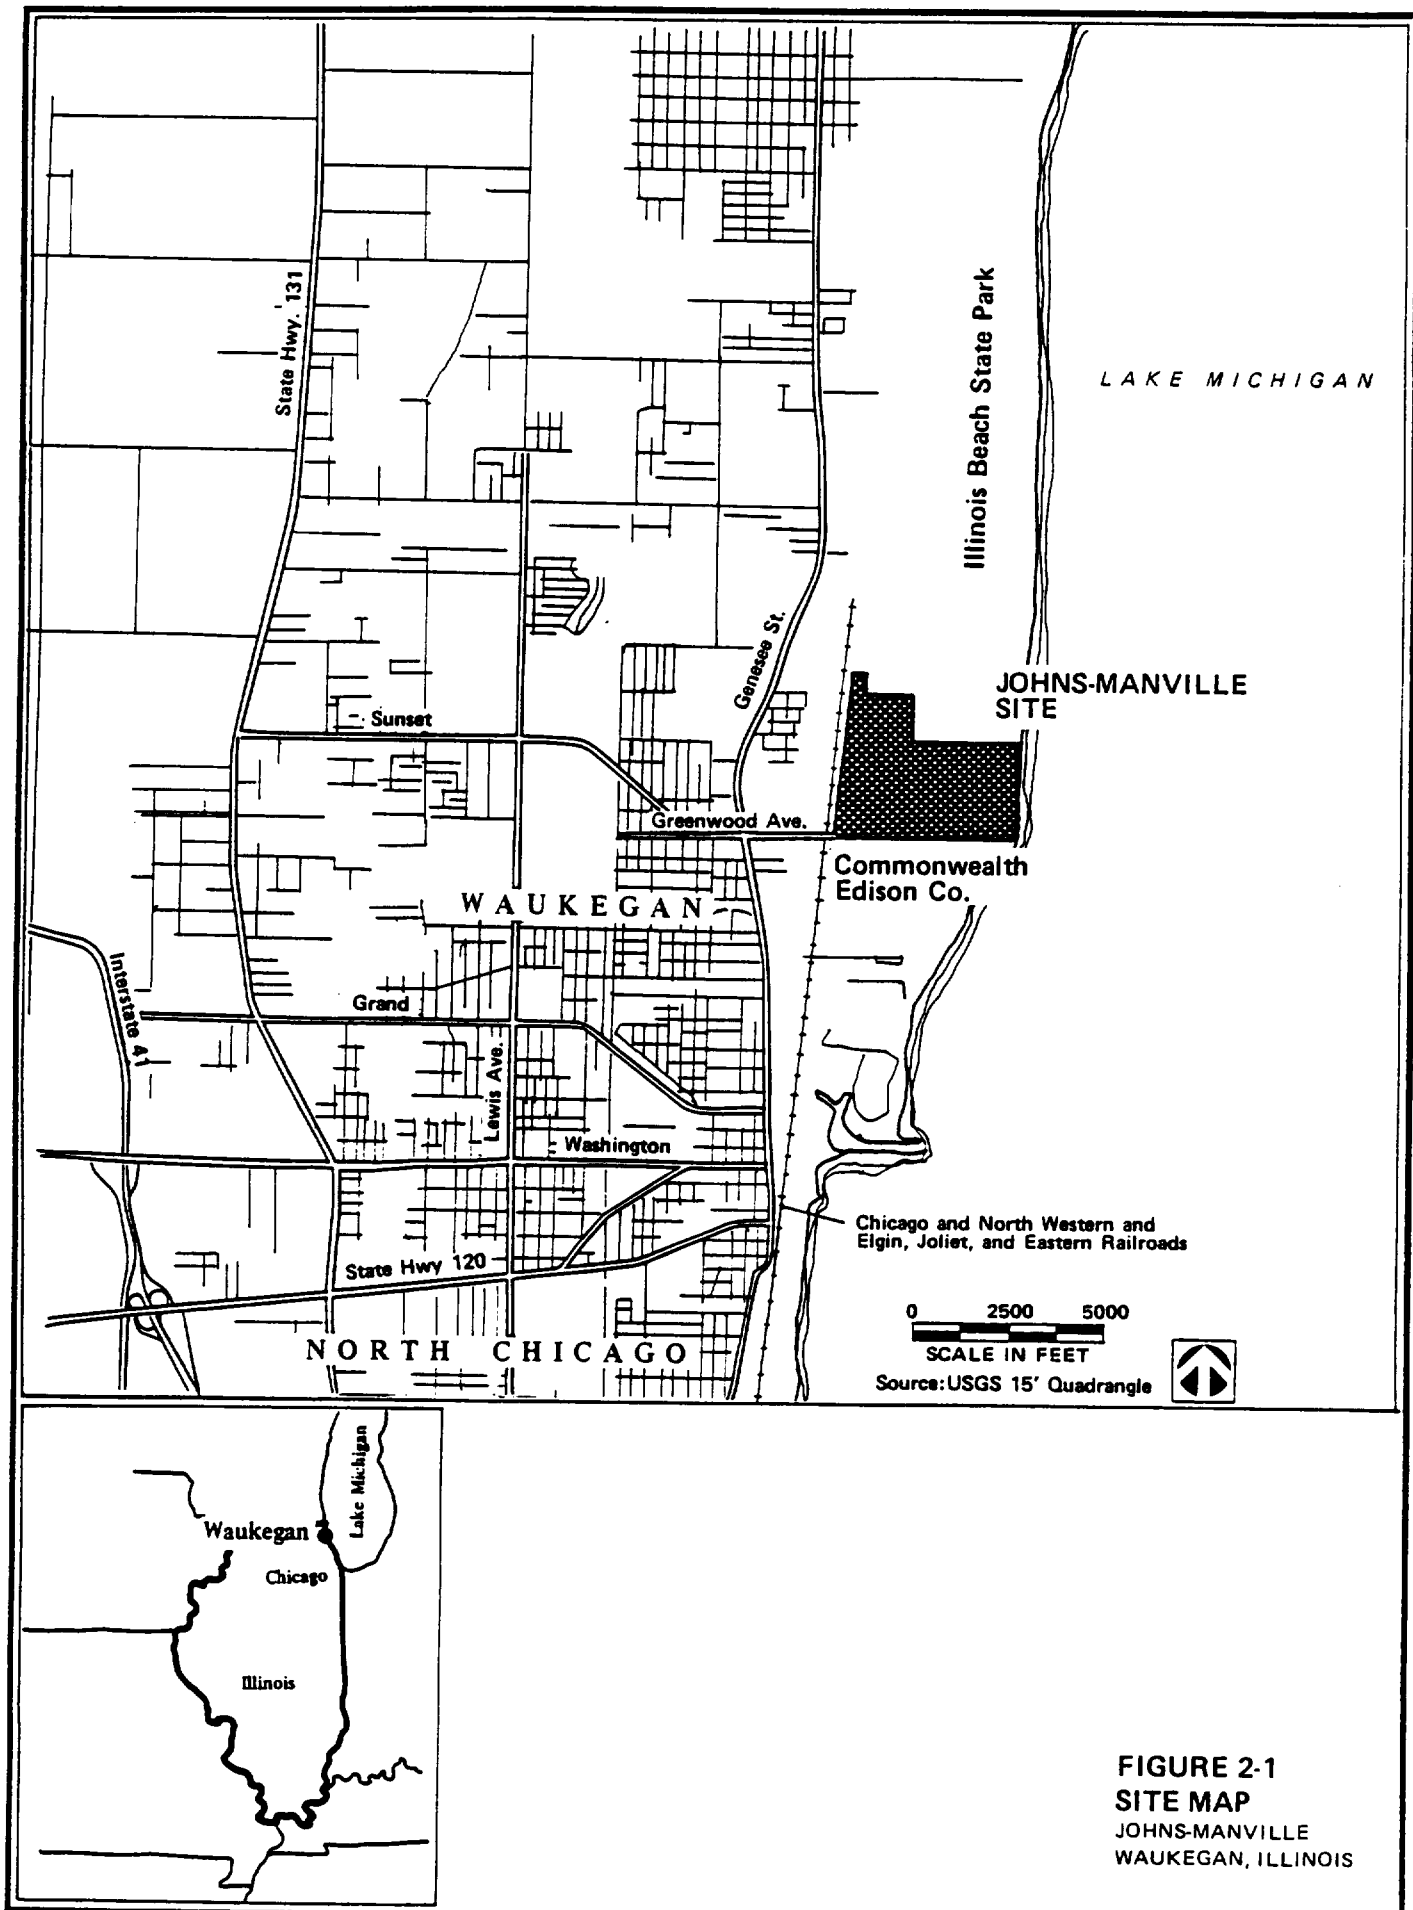 State Hwy. 131
Illinois Beach State Park
LAKE MICHIGAN
Genesee St.
JOHNS-MANVILLE
SITE
Sunset
Greenwood Ave.
Commonwealth
Edison Co.
WAUKEGAN
Interstate 41
Grand
Lewis Ave.
Washington
Chicago and North Western and
Elgin, Joliet, and Eastern Railroads
State Hwy 120
0 2500 5000
SCALE IN FEET
NORTH CHICAGO
Source:USGS 15' Quadrangle
Lake Michigan
Waukegan
Chicago
Illinois
FIGURE 2-1
SITE MAP
JOHNS-MANVILLE
WAUKEGAN, ILLINOIS